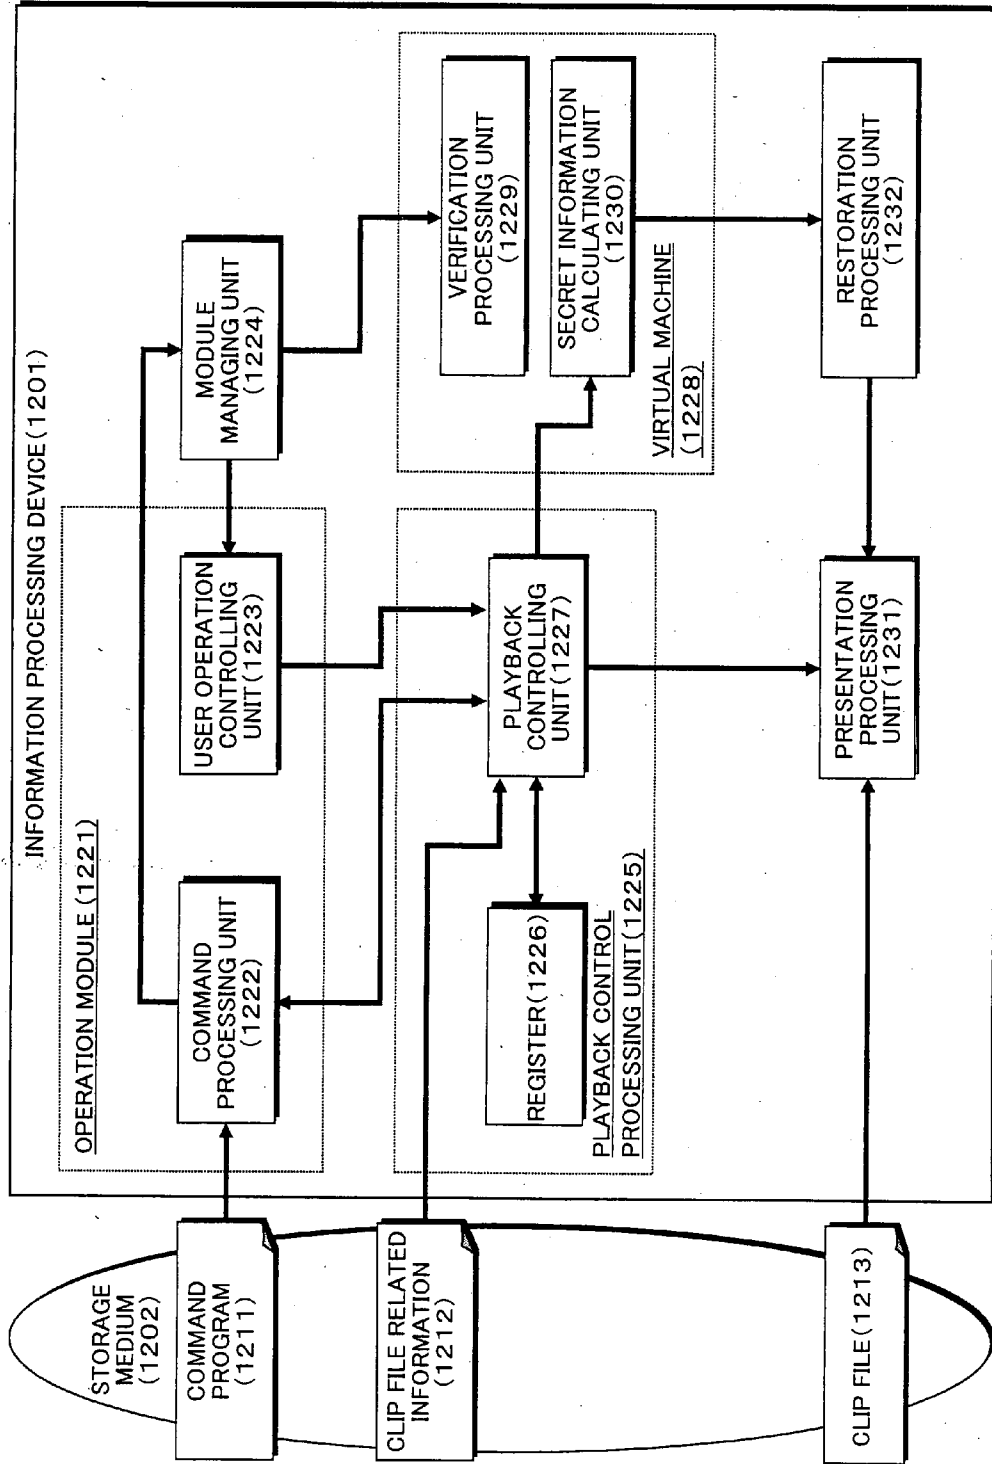 INFORMATION PROCESSING DEVICE(1201)
STORAGE
MEDIUM
(1202)
COMMAND
PROGRAM
(1211)
CLIP FILE RELATED
INFORMATION
(1212)
CLIP FILE(1213)
OPERATION MODULE (1221)
COMMAND
PROCESSING UNIT
(1222)
USER OPERATION
CONTROLLING
UNIT(1223)
MODULE
MANAGING UNIT
(1224)
REGISTER(1226)
PLAYBACK CONTROL
PROCESSING UNIT(1225)
PLAYBACK
CONTROLLING
UNIT(1227)
VERIFICATION
PROCESSING UNIT
(1229)
SECRET INFORMATION
CALCULATING UNIT
(1230)
VIRTUAL MACHINE
(1228)
PRESENTATION
PROCESSING
UNIT(1231)
RESTORATION
PROCESSING UNIT
(1232)